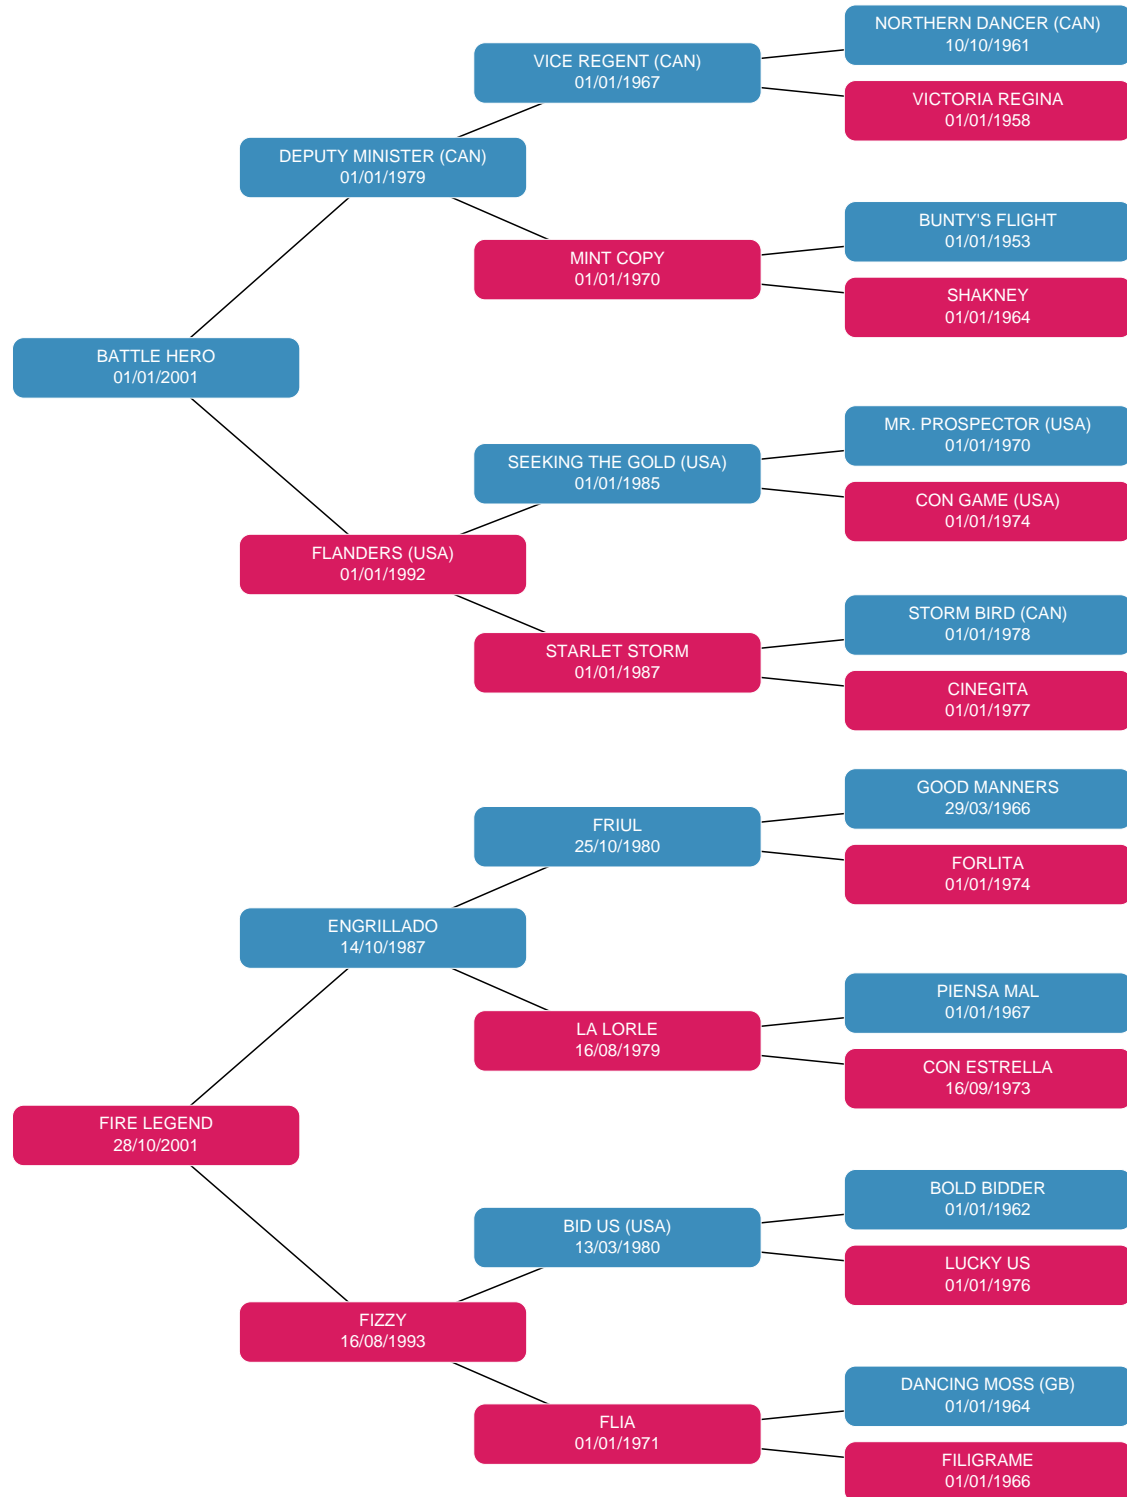 NORTHERN DANCER (CAN)
10/10/1961
VICE REGENT (CAN)
01/01/1967
VICTORIA REGINA
01/01/1958
DEPUTY MINISTER (CAN)
01/01/1979
BUNTY'S FLIGHT
01/01/1953
MINT COPY
01/01/1970
SHAKNEY
01/01/1964
BATTLE HERO
01/01/2001
MR. PROSPECTOR (USA)
01/01/1970
SEEKING THE GOLD (USA)
01/01/1985
CON GAME (USA)
01/01/1974
FLANDERS (USA)
01/01/1992
STORM BIRD (CAN)
01/01/1978
STARLET STORM
01/01/1987
CINEGITA
01/01/1977
GOOD MANNERS
29/03/1966
FRIUL
25/10/1980
FORLITA
01/01/1974
ENGRILLADO
14/10/1987
PIENSA MAL
01/01/1967
LA LORLE
16/08/1979
CON ESTRELLA
16/09/1973
FIRE LEGEND
28/10/2001
BOLD BIDDER
01/01/1962
BID US (USA)
13/03/1980
LUCKY US
01/01/1976
FIZZY
16/08/1993
DANCING MOSS (GB)
01/01/1964
FLIA
01/01/1971
FILIGRAME
01/01/1966